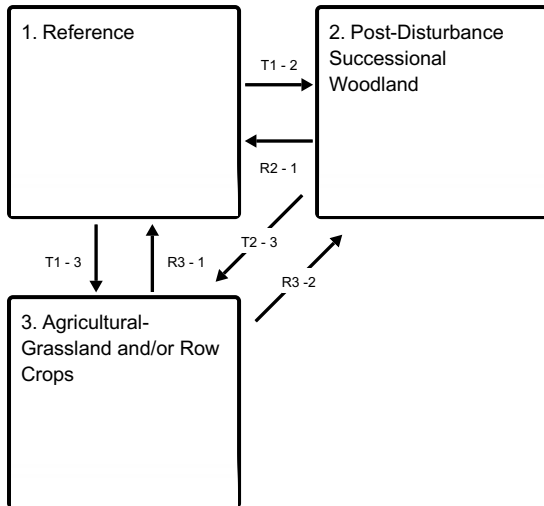 1. Reference
2. Post-Disturbance
Successional
Woodland
T1 - 2
R2 - 1
T1 - 3
R3 - 1
T2 - 3
R3 -2
3. Agricultural-
Grassland and/or Row
Crops